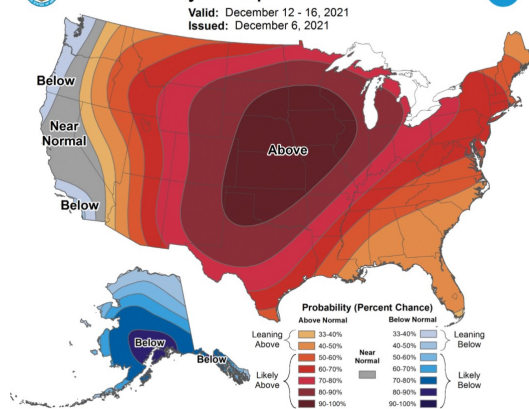 Valid: December 12 - 16, 2021
Issued: December 6, 2021
Below
Near
Normal
Above
Below
Below
Below
Probability (Percent Chance)
Above Normal
Below Normal
Leaning
Above
33-40%
40-50%
Likely
Above
50-60%
60-70%
70-80%
80-90%
90-100%
Near
Normal
33-40%
40-50%
Leaning
Below
50-60%
60-70%
70-80%
80-90%
90-100%
Likely
Below